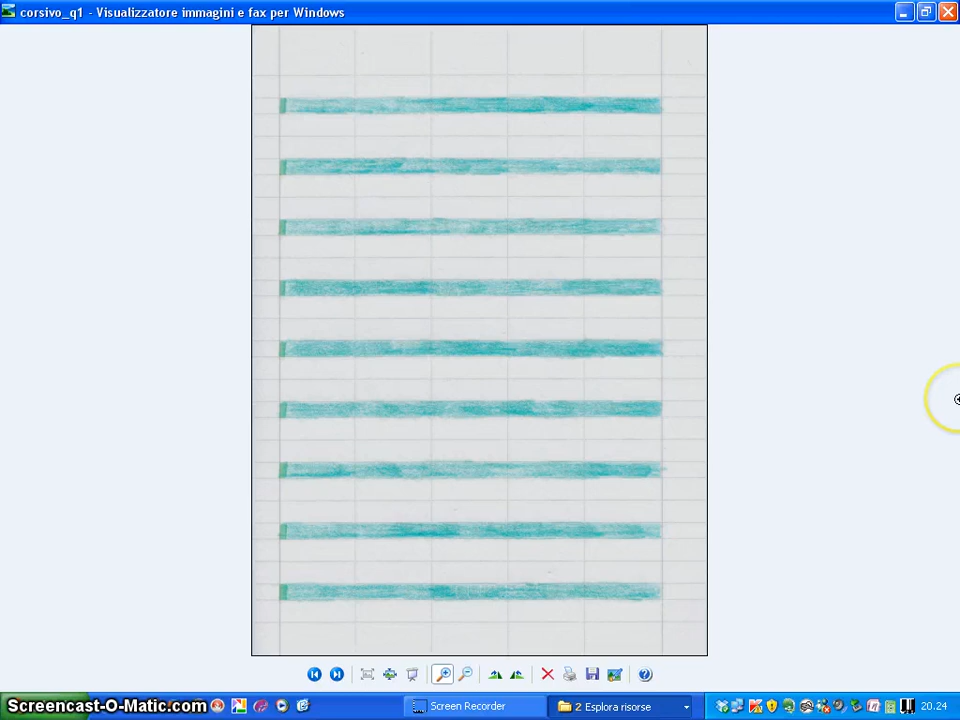 corsivo_q1 - Visualizzatore immagini e fax per Windows
Screencast-O-Matic.com
Screen Recorder
2 Esplora risorse
20.24